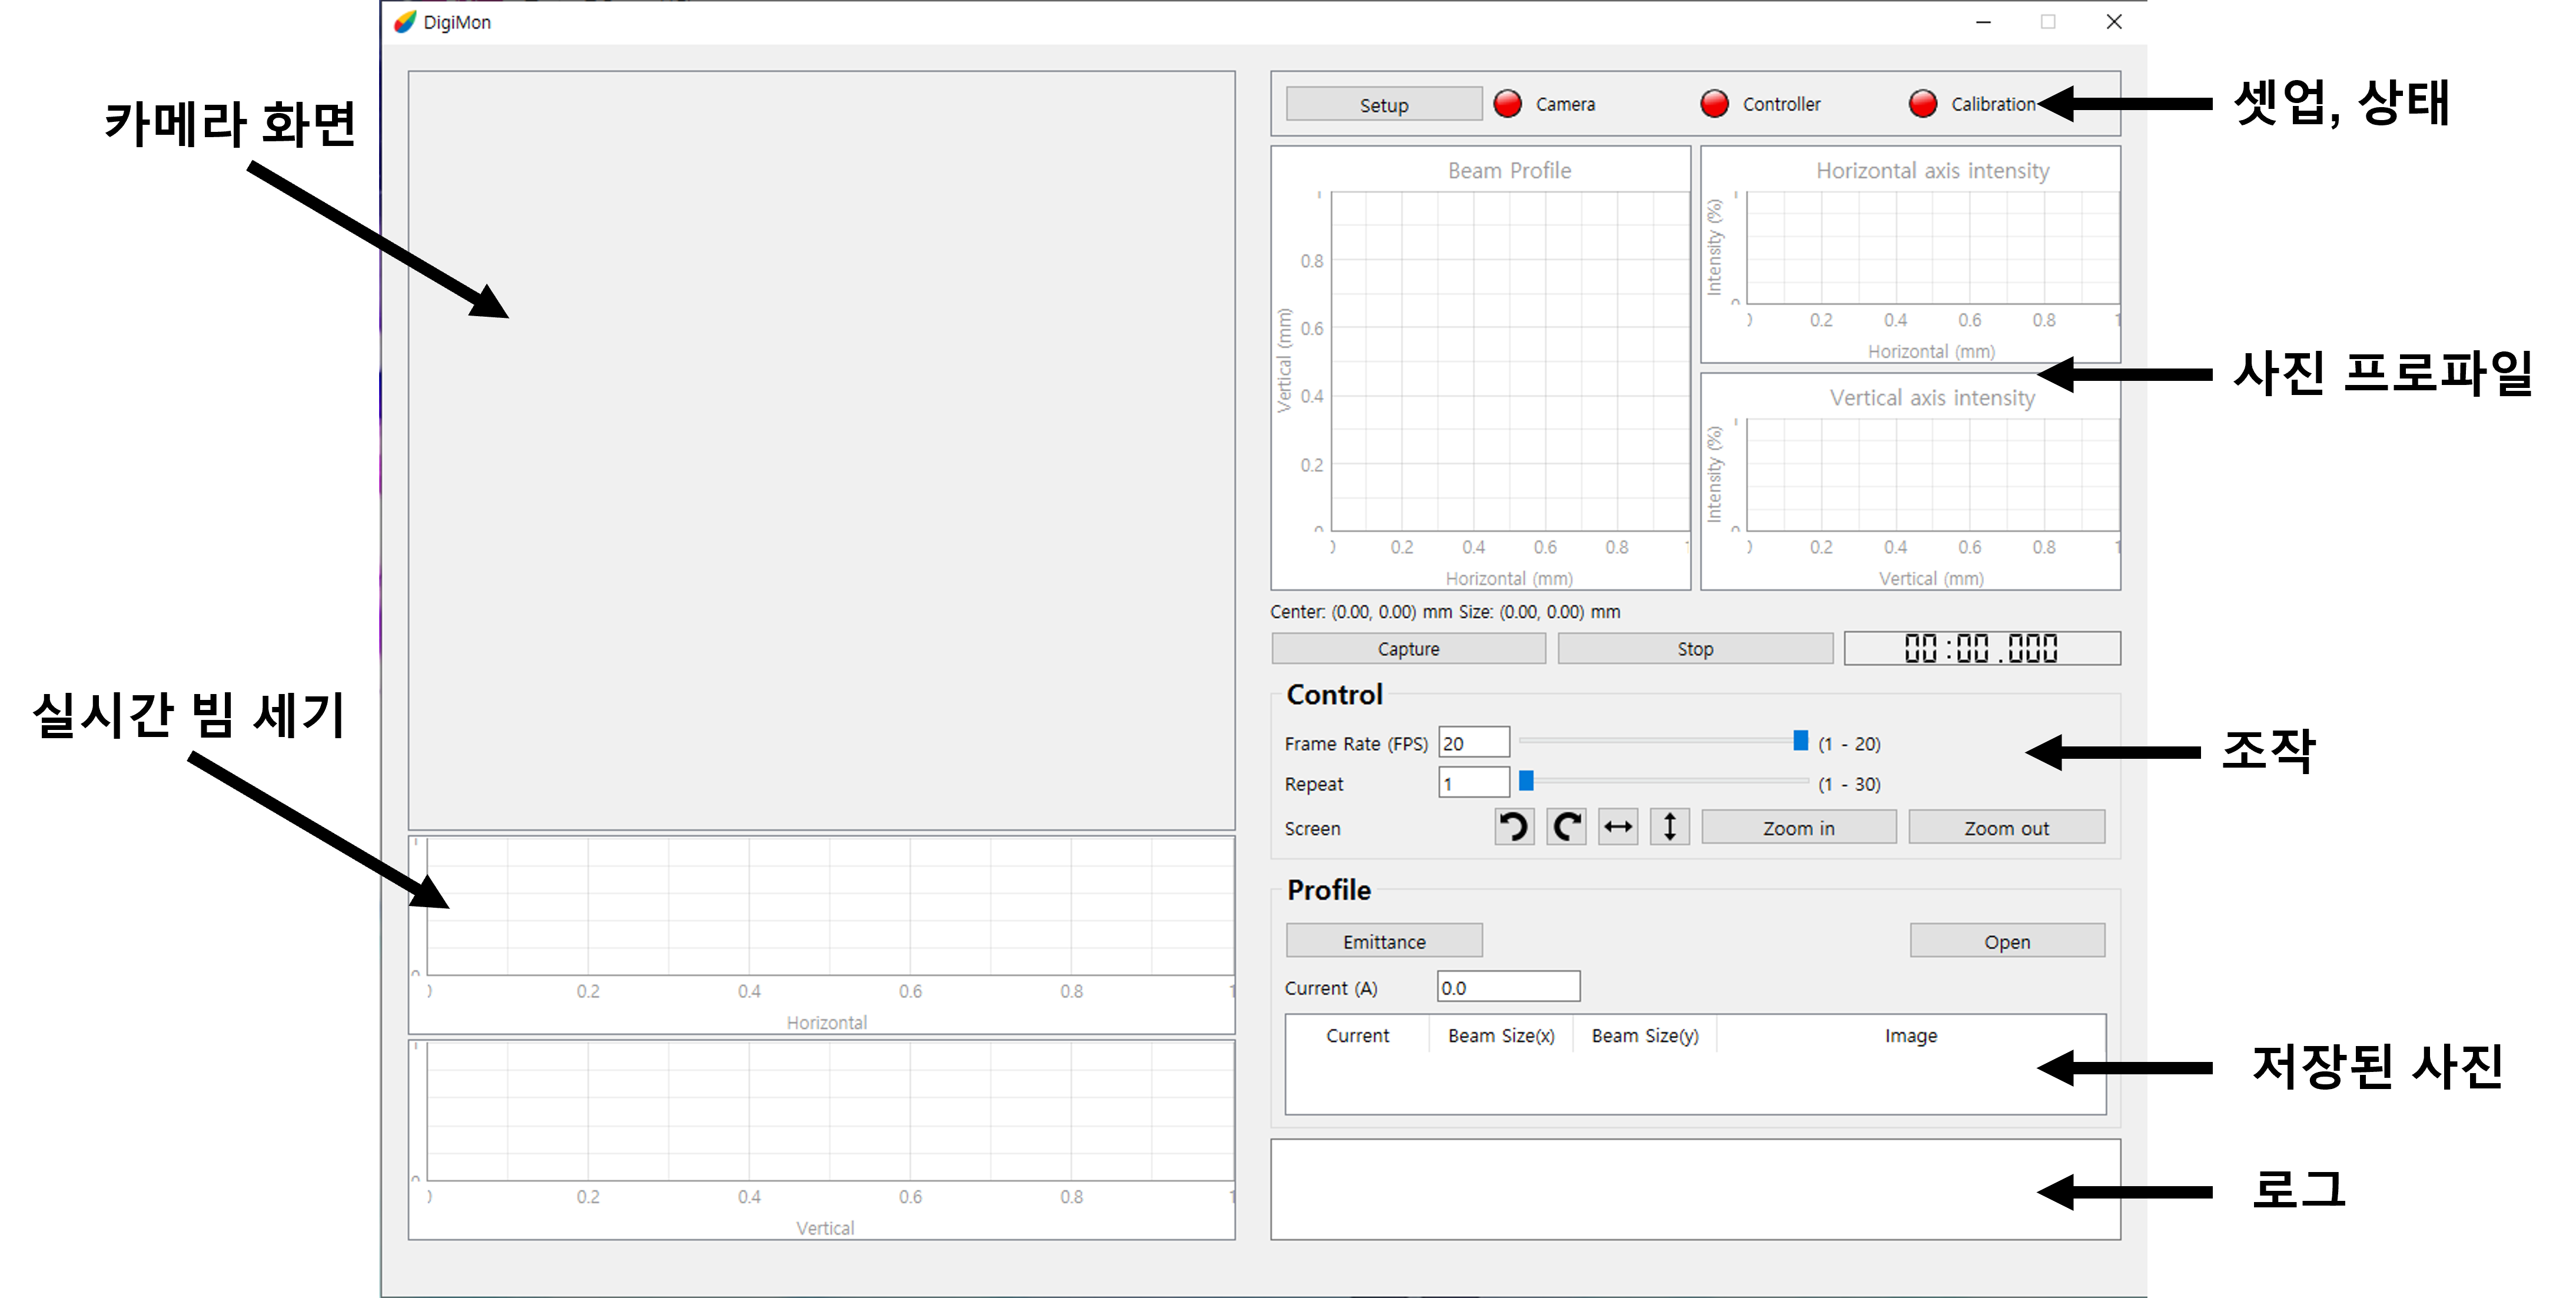 DigiMon
카메라 화면
실시간 빔 세기
0.2 0.4 0.6 0.8 1
Horizontal
0.2 0.4 0.6 0.8 1
Vertical
Setup Camera Controller Calibration
셋업, 상태
Beam Profile
Vertical (mm)
1
0.8
0.6
0.4
0.2
0
0.2 0.4 0.6 0.8
Horizontal (mm)
Horizontal axis intensity
Intensity (%)
0.2 0.4 0.6 0.8 1
Horizontal (mm)
사진 프로파일
Vertical axis intensity
Intensity (%)
0.2 0.4 0.6 0.8 1
Vertical (mm)
Center: (0.00, 0.00) mm Size: (0.00, 0.00) mm
Capture Stop 00:00.000
Control
Frame Rate (FPS) 20 (1 - 20)
Repeat 1 (1 - 30)
Screen Zoom in Zoom out
조작
Profile
Emittance Open
Current (A) 0.0
Current Beam Size(x) Beam Size(y) Image
저장된 사진
로그